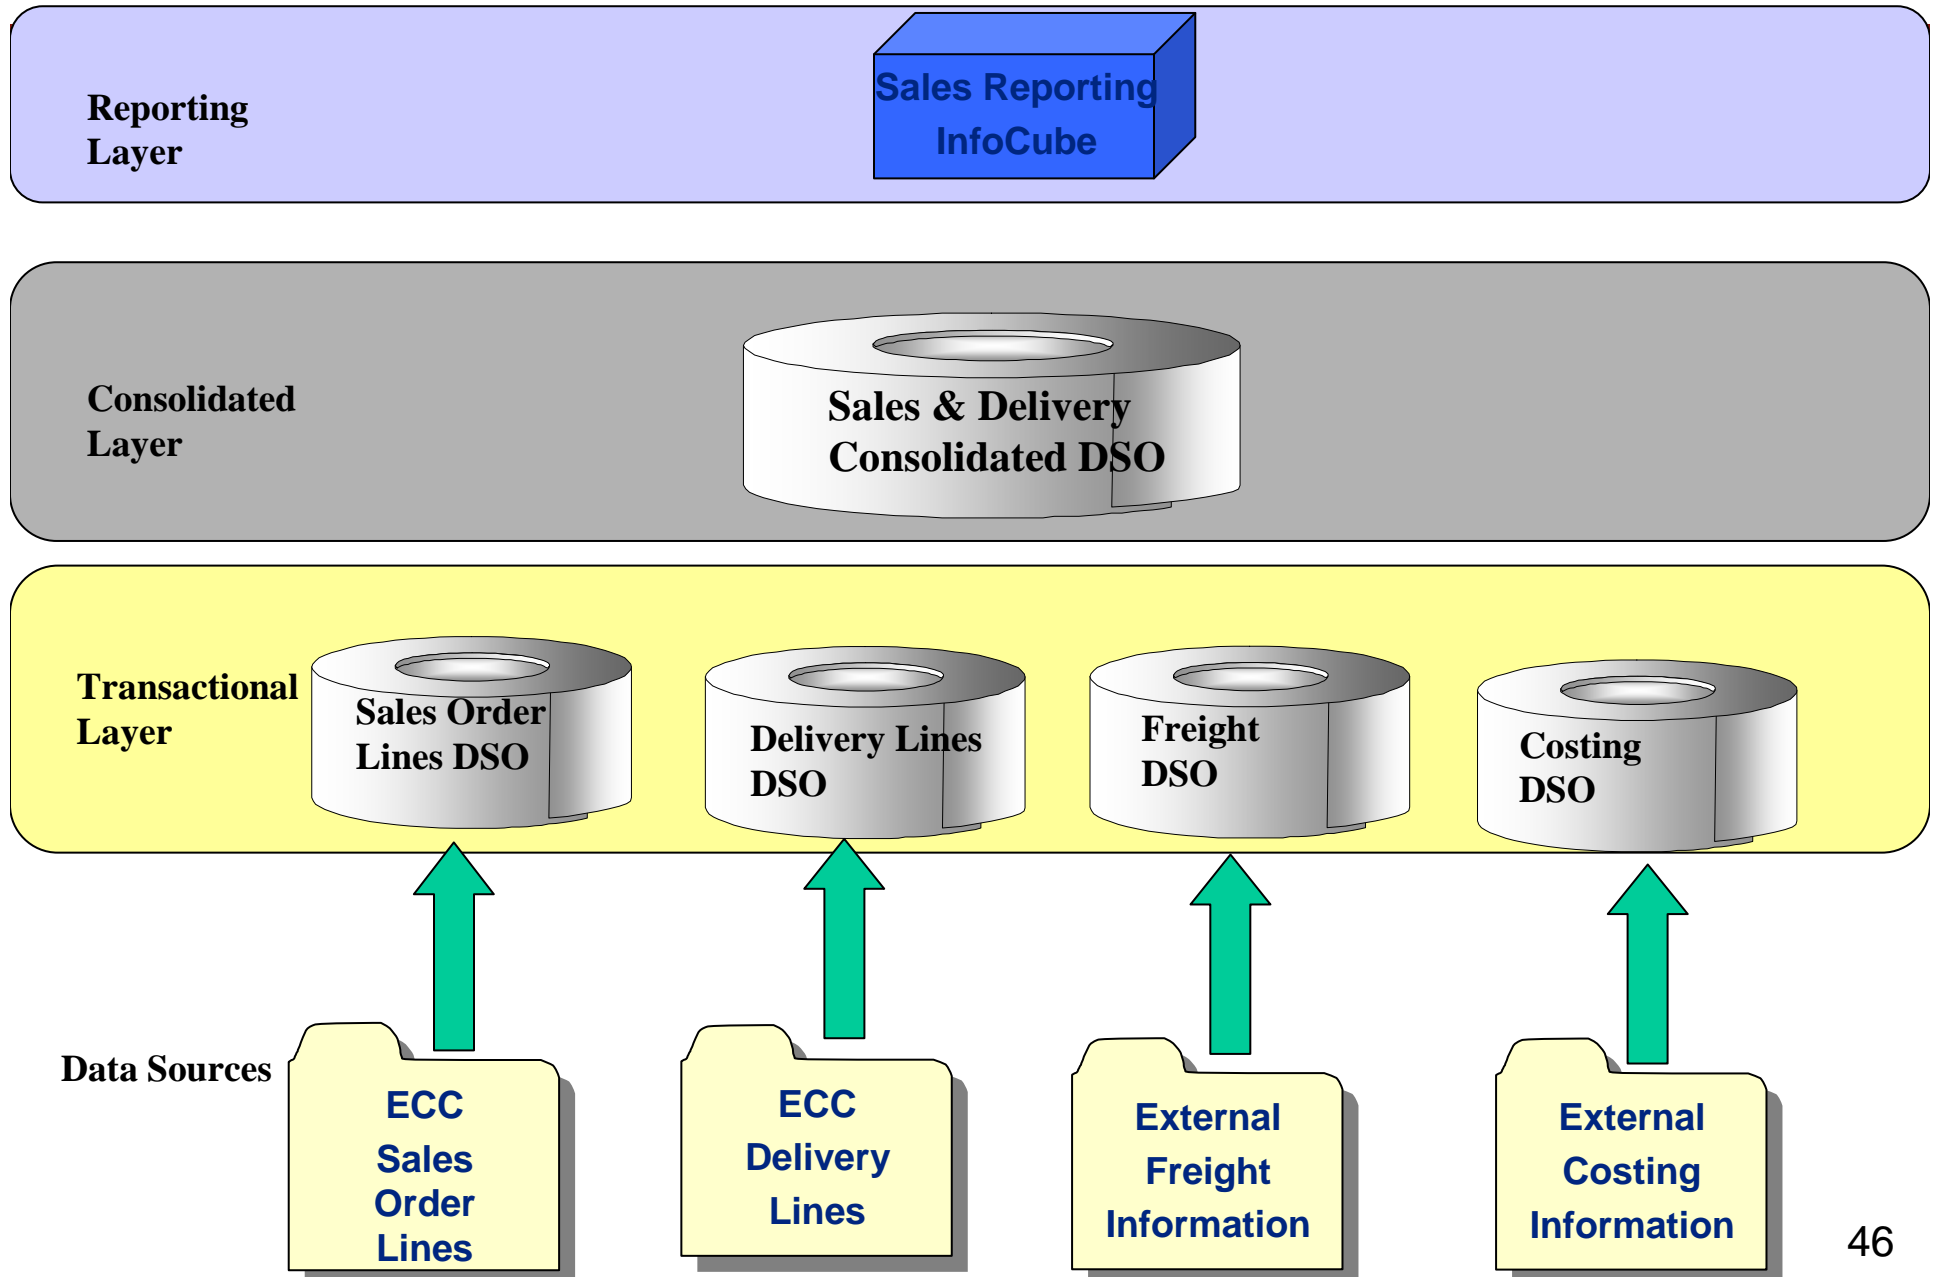 Reporting
Layer
Sales Reporting
InfoCube
Consolidated
Layer
Sales & Delivery
Consolidated DSO
Transactional
Layer
Sales Order
Lines DSO
Delivery Lines
DSO
Freight
DSO
Costing
DSO
Data Sources
ECC
Sales
Order
Lines
ECC
Delivery
Lines
External
Freight
Information
External
Costing
Information
46